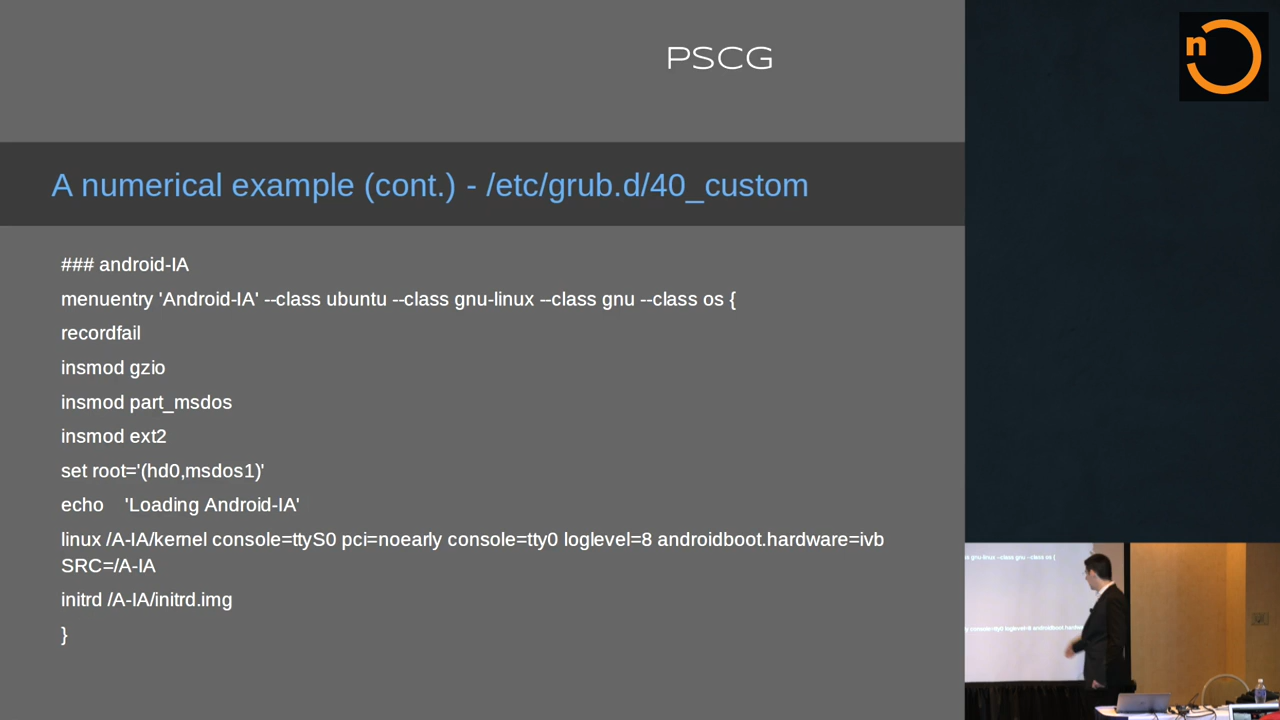 PSCG
n
A numerical example (cont.) - /etc/grub.d/40_custom
### android-IA
menuentry 'Android-IA' --class ubuntu --class gnu-linux --class gnu --class os {
recordfail
insmod gzio
insmod part_msdos
insmod ext2
set root='(hd0,msdos1)'
echo    'Loading Android-IA'
linux /A-IA/kernel console=ttyS0 pci=noearly console=tty0 loglevel=8 androidboot.hardware=ivb
SRC=/A-IA
initrd /A-IA/initrd.img
}